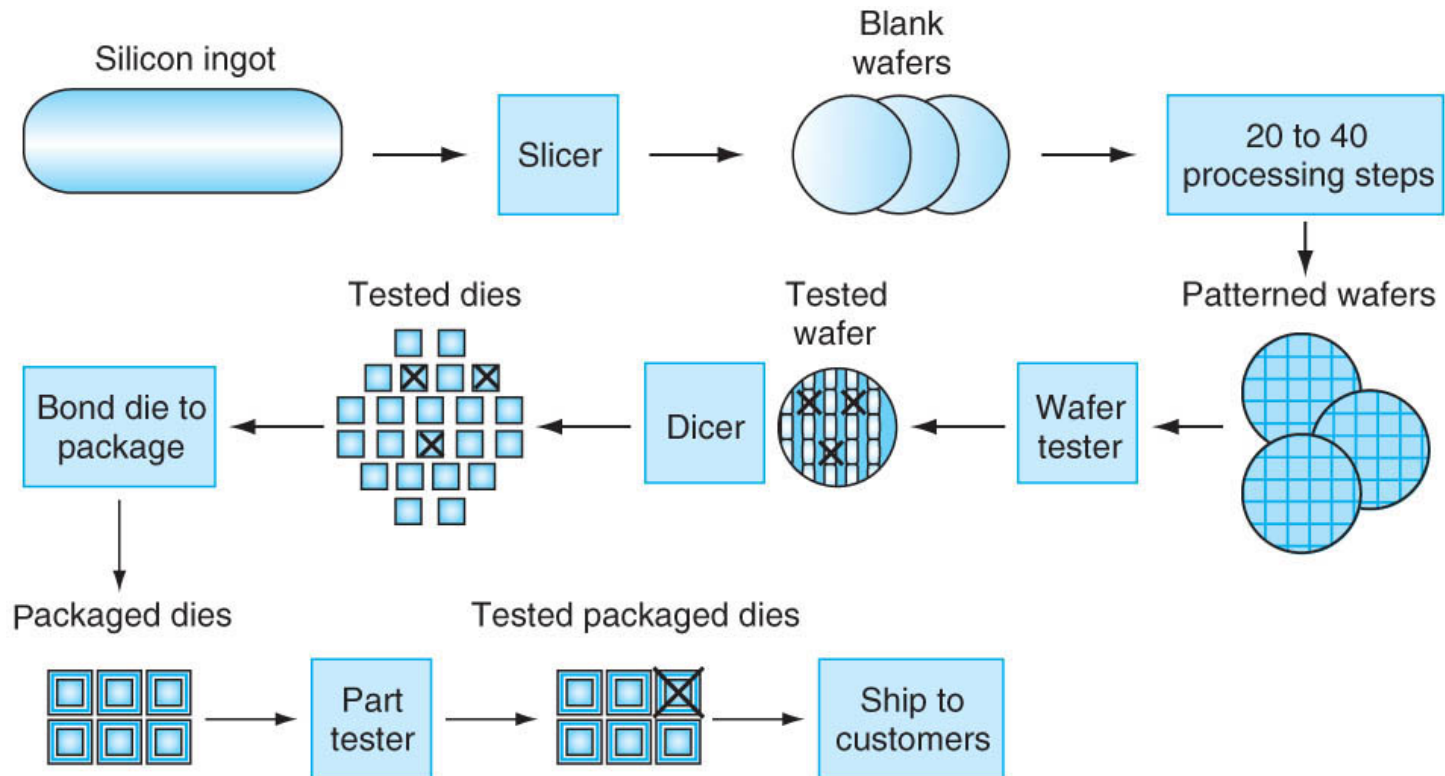 Silicon ingot
Slicer
Blank
wafers
20 to 40
processing steps
Patterned wafers
Wafer
tester
Tested
wafer
Dicer
Tested dies
Bond die to
package
Packaged dies
Part
tester
Tested packaged dies
Ship to
customers